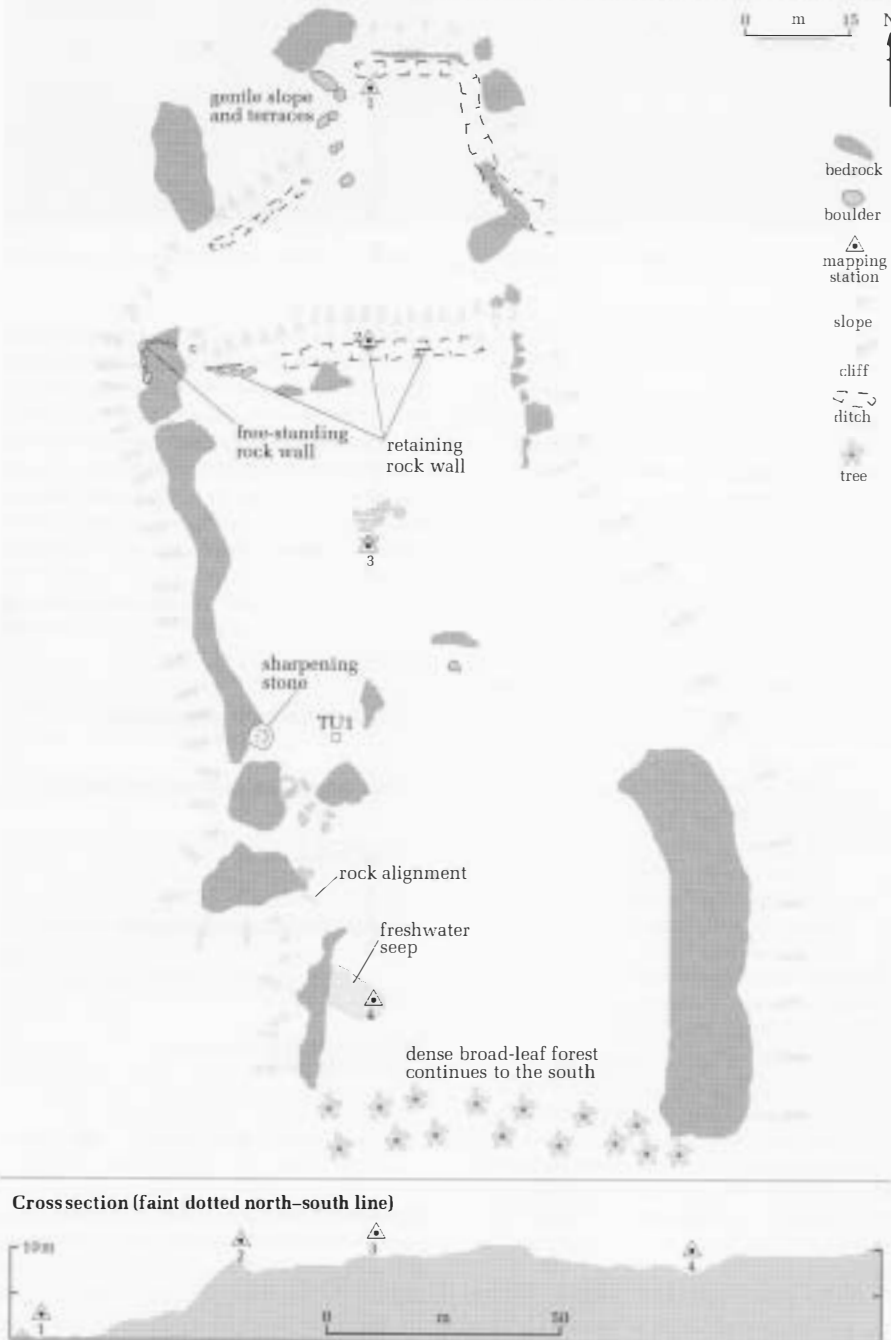 0 m 15 N
gentle slope
and terraces
1
bedrock
boulder
mapping
station
slope
cliff
ditch
tree
free-standing
rock wall
retaining
rock wall
3
sharpening
stone
TU1
rock alignment
freshwater
seep
4
dense broad-leaf forest
continues to the south
Cross section (faint dotted north–south line)
10m
1
2
3
4
0 m 50